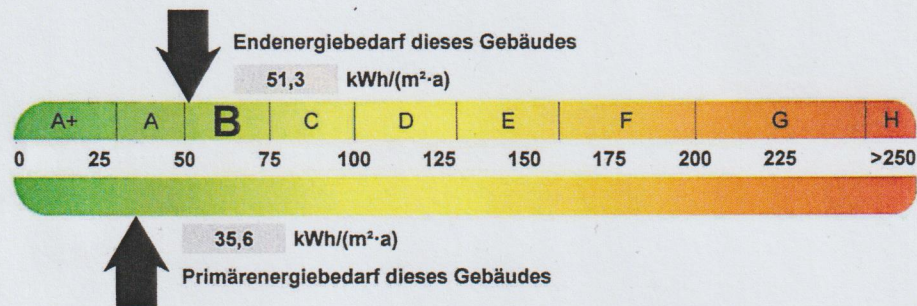 Endenergiebedarf dieses Gebäudes
51,3 kWh/(m²·a)
A+ A B C D E F G H
0 25 50 75 100 125 150 175 200 225 >250
35,6 kWh/(m²·a)
Primärenergiebedarf dieses Gebäudes